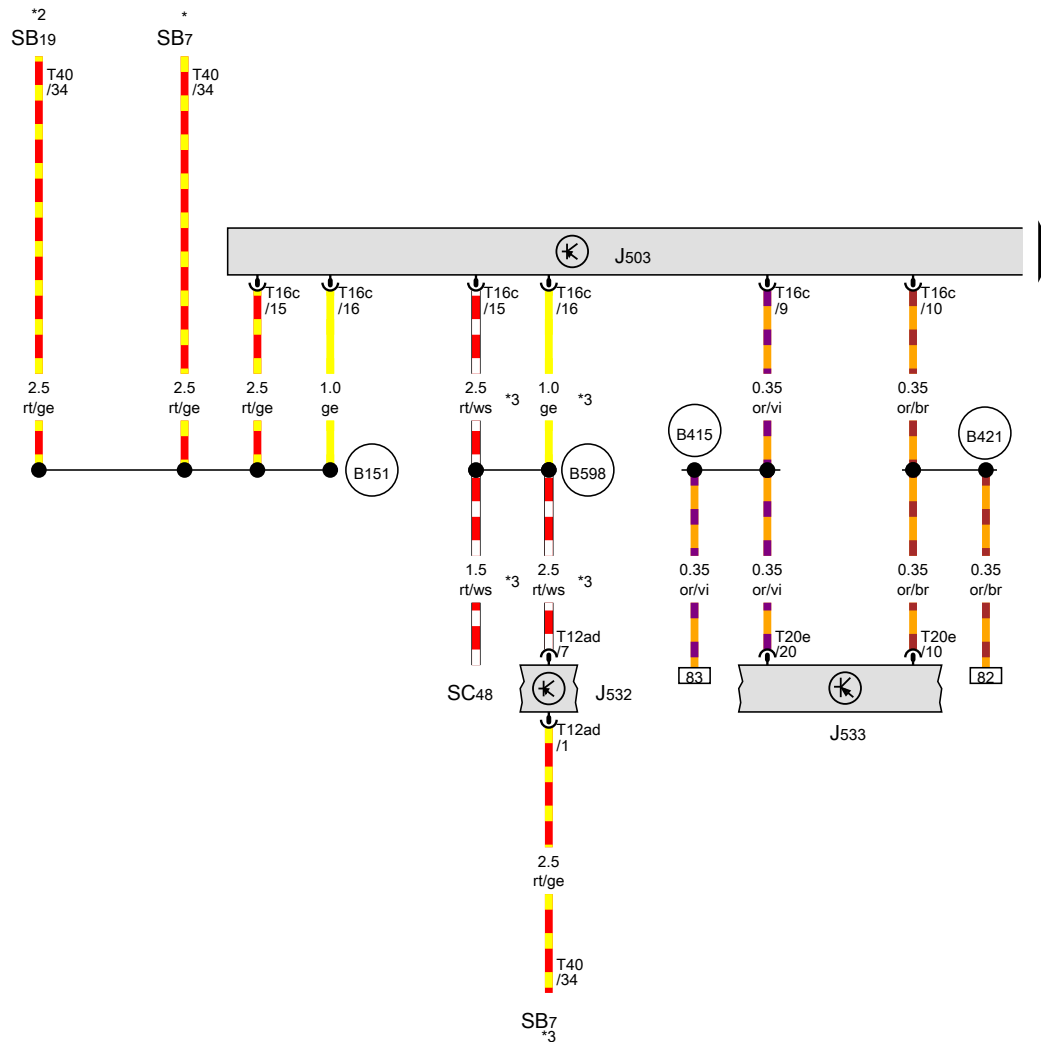 *2
*
SB19
SB7
T40
/34
T40
/34
J503
T16c
/15
T16c
/16
T16c
/15
T16c
/16
T16c
/9
T16c
/10
2.5
rt/ge
2.5
rt/ge
2.5
rt/ge
1.0
ge
2.5
rt/ws
*3
1.0
ge
*3
0.35
or/vi
0.35
or/br
B415
B421
B151
B598
1.5
rt/ws
*3
2.5
rt/ws
*3
0.35
or/vi
0.35
or/vi
0.35
or/br
0.35
or/br
T12ad
/7
T20e
/20
T20e
/10
83
82
SC48
J532
J533
T12ad
/1
2.5
rt/ge
T40
/34
SB7
*3